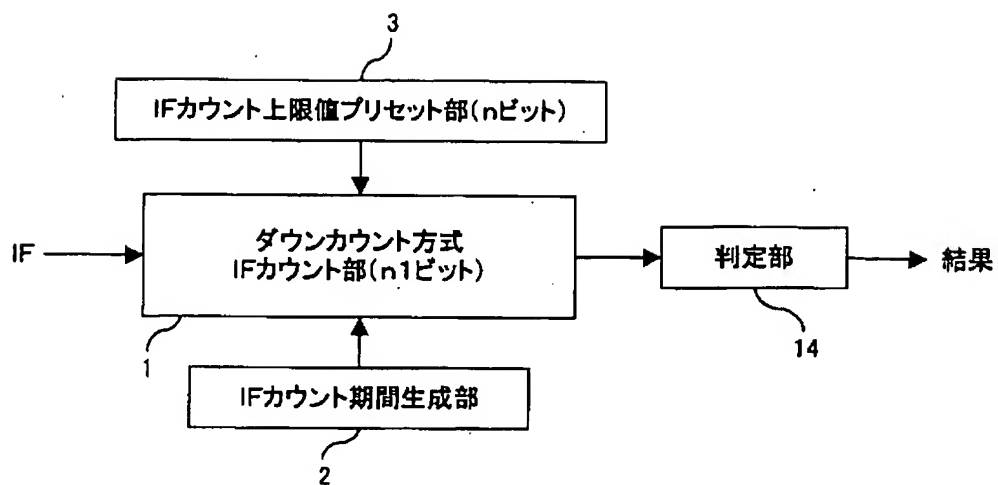 3
IFカウント上限値プリセット部(nビット)
IF
ダウンカウント方式
IFカウント部(n1ビット)
判定部
結果
1
14
IFカウント期間生成部
2